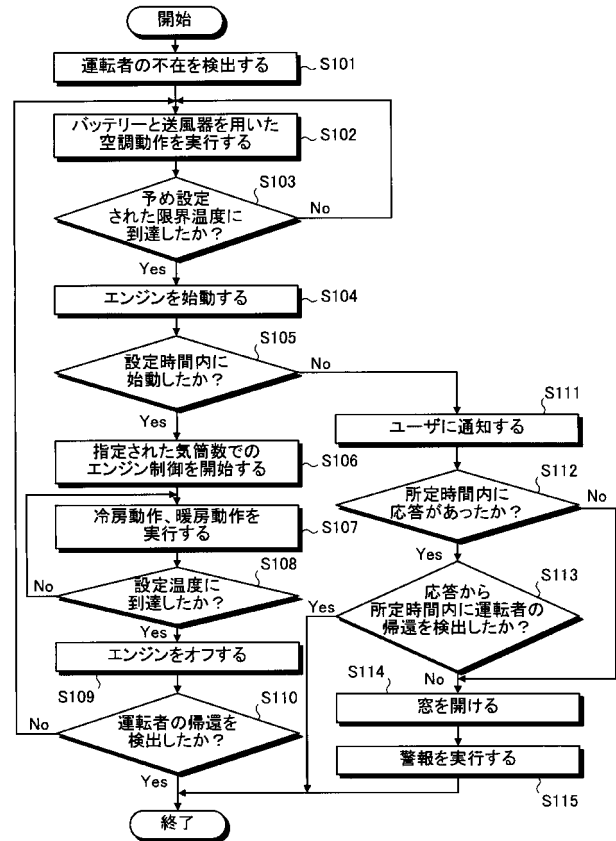 開始
運転者の不在を検出する
S101
バッテリーと送風器を用いた
空調動作を実行する
S102
予め設定
された限界温度に
到達したか？
S103
No
Yes
エンジンを始動する
S104
設定時間内に
始動したか？
S105
No
Yes
指定された気筒数での
エンジン制御を開始する
S106
冷房動作、暖房動作を
実行する
S107
設定温度に
到達したか？
S108
No
Yes
エンジンをオフする
S109
運転者の帰還を
検出したか？
S110
No
Yes
終了
ユーザに通知する
S111
所定時間内に
応答があったか？
S112
No
Yes
応答から
所定時間内に運転者の
帰還を検出したか？
S113
Yes
No
窓を開ける
S114
警報を実行する
S115